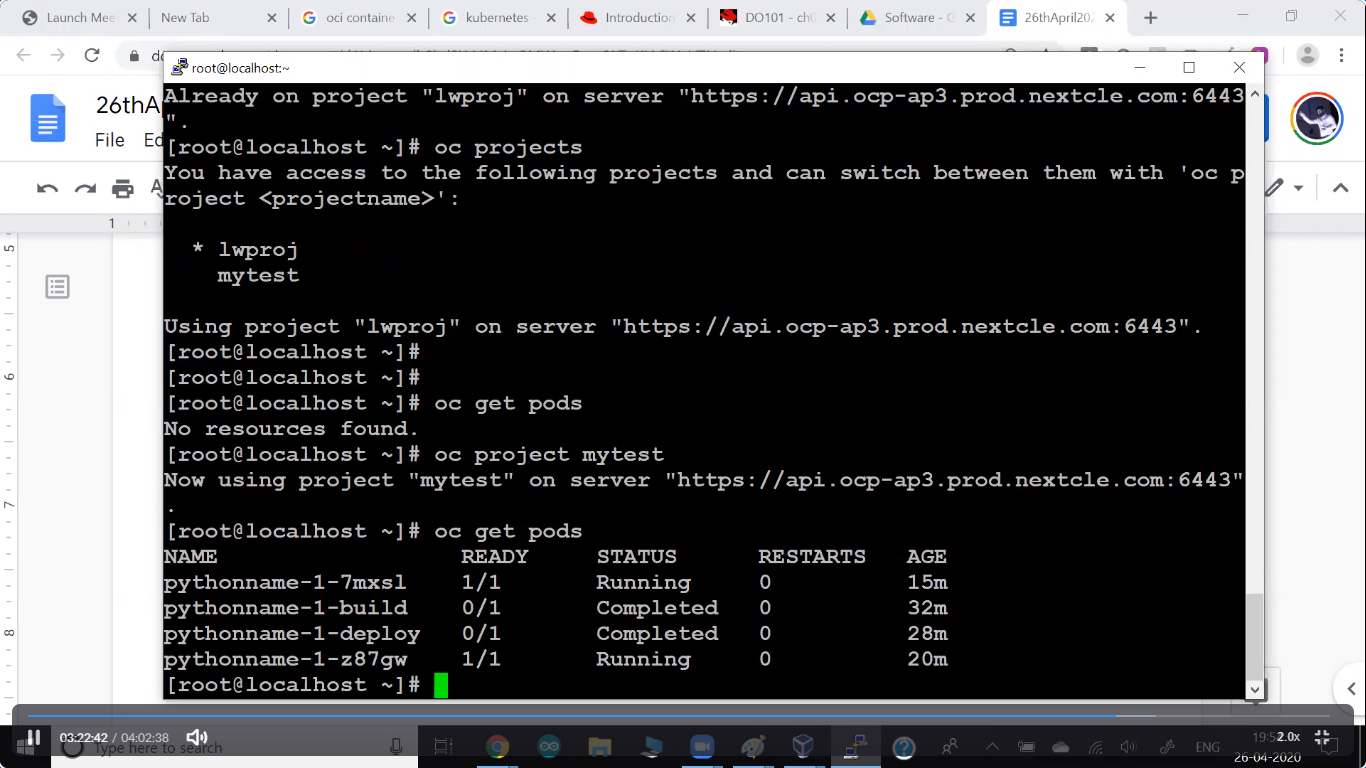 Launch Mee
New Tab
oci containe
kubernetes -
Introduction
DO101 - ch0
Software - G
26thApril202
26thAp
File Ed
root@localhost:~
Already on project "lwproj" on server "https://api.ocp-ap3.prod.nextcle.com:6443
".
[root@localhost ~]# oc projects
You have access to the following projects and can switch between them with 'oc p
roject <projectname>':
* lwproj
mytest
Using project "lwproj" on server "https://api.ocp-ap3.prod.nextcle.com:6443".
[root@localhost ~]#
[root@localhost ~]#
[root@localhost ~]# oc get pods
No resources found.
[root@localhost ~]# oc project mytest
Now using project "mytest" on server "https://api.ocp-ap3.prod.nextcle.com:6443"
.
[root@localhost ~]# oc get pods
NAME READY STATUS RESTARTS AGE
pythonname-1-7mxsl 1/1 Running 0 15m
pythonname-1-build 0/1 Completed 0 32m
pythonname-1-deploy 0/1 Completed 0 28m
pythonname-1-z87gw 1/1 Running 0 20m
[root@localhost ~]#
1
5
6
7
8
03:22:42 / 04:02:38
Type here to search
ENG
2.0x
26-04-2020